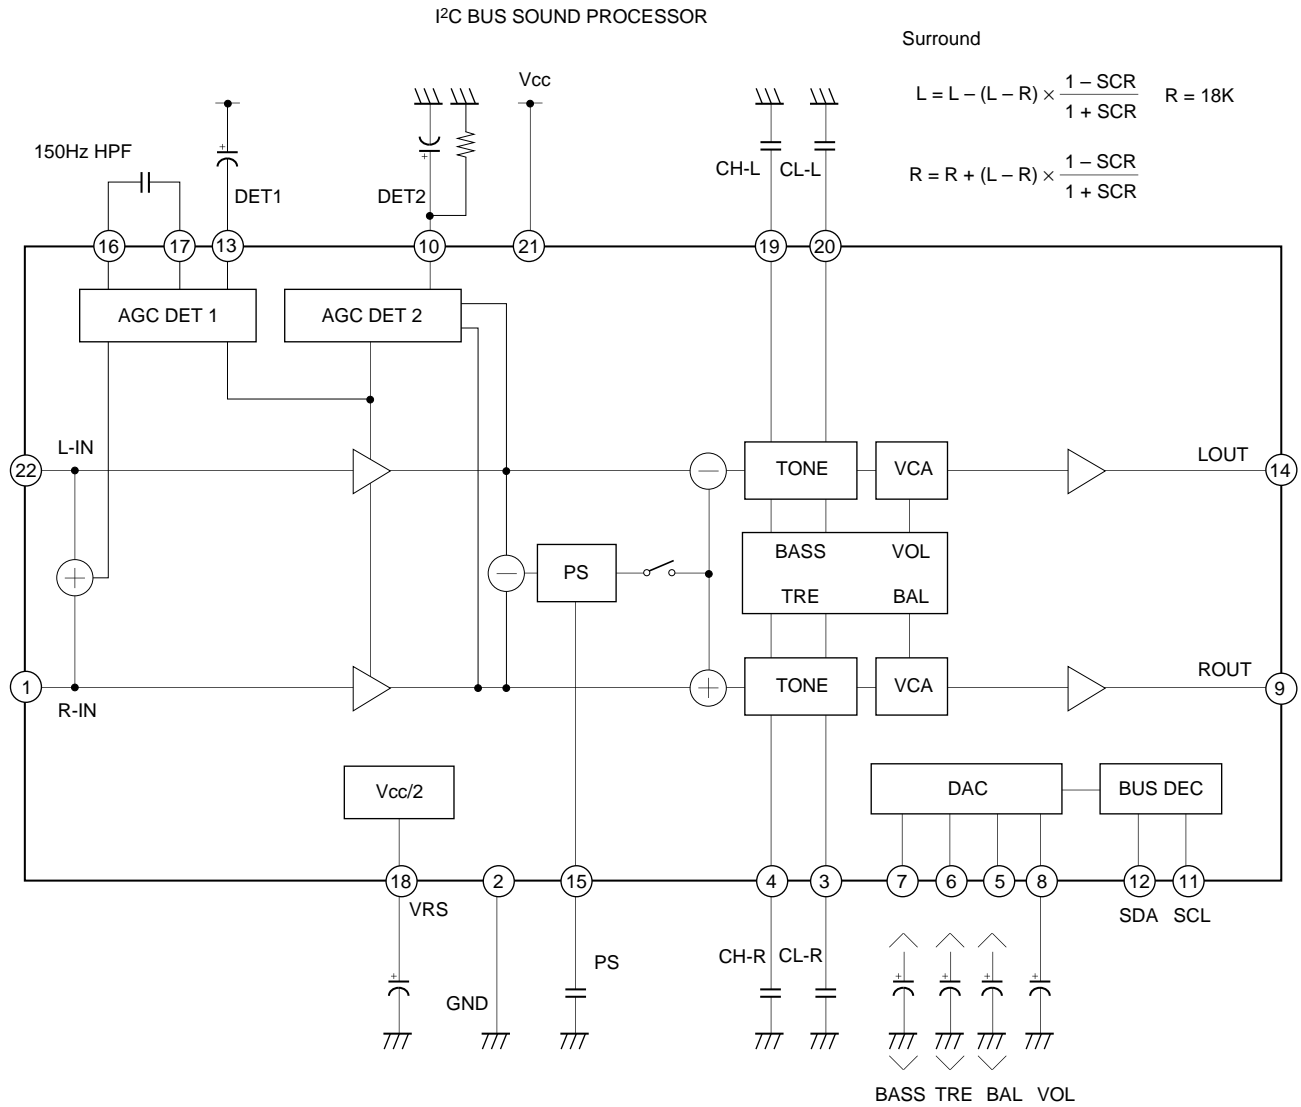 I²C BUS SOUND PROCESSOR
Surround
L = L – (L – R) × 1 – SCR / 1 + SCR R = 18K
R = R + (L – R) × 1 – SCR / 1 + SCR
Vcc
150Hz HPF
DET1
DET2
CH-L CL-L
16 17 13 10 21 19 20
AGC DET 1
AGC DET 2
L-IN
22
TONE
VCA
LOUT
14
BASS VOL
PS
TRE BAL
1
R-IN
TONE
VCA
ROUT
9
Vcc/2
DAC
BUS DEC
18 2 15 4 3 7 6 5 8 12 11
VRS
SDA SCL
PS
CH-R CL-R
GND
BASS TRE BAL VOL